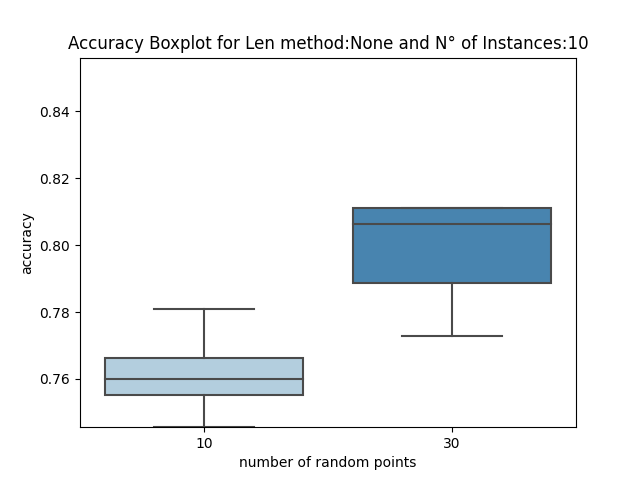 Accuracy Boxplot for Len method:None and N° of Instances:10
0.84
0.82
0.80
0.78
0.76
accuracy
10
30
number of random points